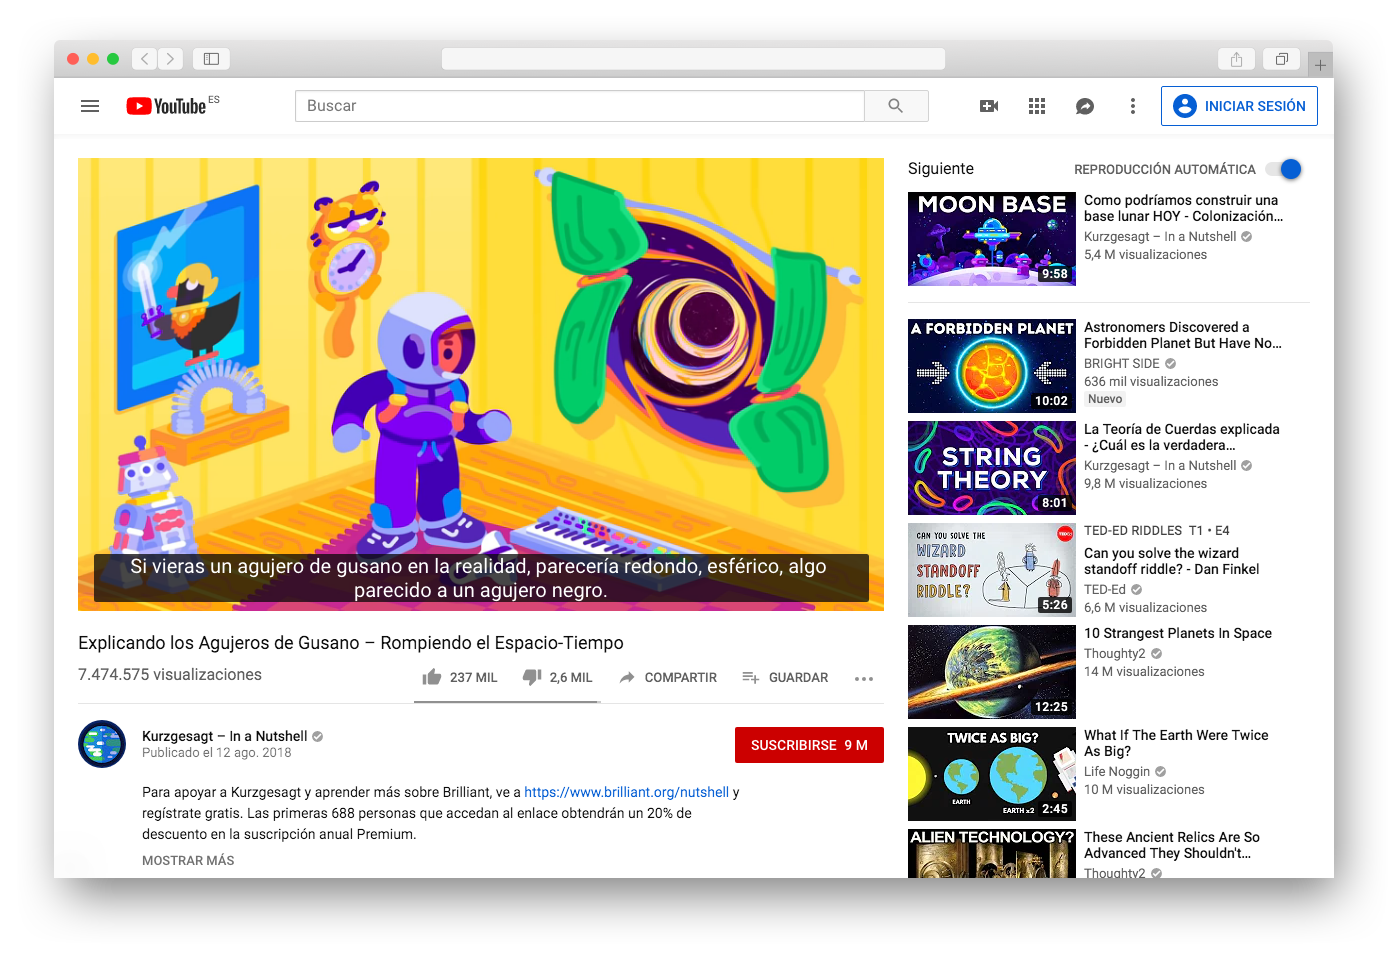 YouTube ES
Buscar
INICIAR SESIÓN
Si vieras un agujero de gusano en la realidad, parecería redondo, esférico, algo
parecido a un agujero negro.
Explicando los Agujeros de Gusano – Rompiendo el Espacio-Tiempo
7.474.575 visualizaciones
237 MIL
2,6 MIL
COMPARTIR
GUARDAR
Kurzgesagt – In a Nutshell
Publicado el 12 ago. 2018
SUSCRIBIRSE 9 M
Para apoyar a Kurzgesagt y aprender más sobre Brilliant, ve a https://www.brilliant.org/nutshell y
regístrate gratis. Las primeras 688 personas que accedan al enlace obtendrán un 20% de
descuento en la suscripción anual Premium.
MOSTRAR MÁS
Siguiente
REPRODUCCIÓN AUTOMÁTICA
MOON BASE
9:58
Como podríamos construir una
base lunar HOY - Colonización...
Kurzgesagt – In a Nutshell
5,4 M visualizaciones
A FORBIDDEN PLANET
10:02
Astronomers Discovered a
Forbidden Planet But Have No...
BRIGHT SIDE
636 mil visualizaciones
Nuevo
STRING
THEORY
8:01
La Teoría de Cuerdas explicada
- ¿Cuál es la verdadera...
Kurzgesagt – In a Nutshell
9,8 M visualizaciones
CAN YOU SOLVE THE
WIZARD
STANDOFF
RIDDLE?
5:26
TED-ED RIDDLES T1 • E4
Can you solve the wizard
standoff riddle? - Dan Finkel
TED-Ed
6,6 M visualizaciones
12:25
10 Strangest Planets In Space
Thoughty2
14 M visualizaciones
TWICE AS BIG?
EARTH
EARTH x2
2:45
What If The Earth Were Twice
As Big?
Life Noggin
10 M visualizaciones
ALIEN TECHNOLOGY?
These Ancient Relics Are So
Advanced They Shouldn't...
Thoughty2